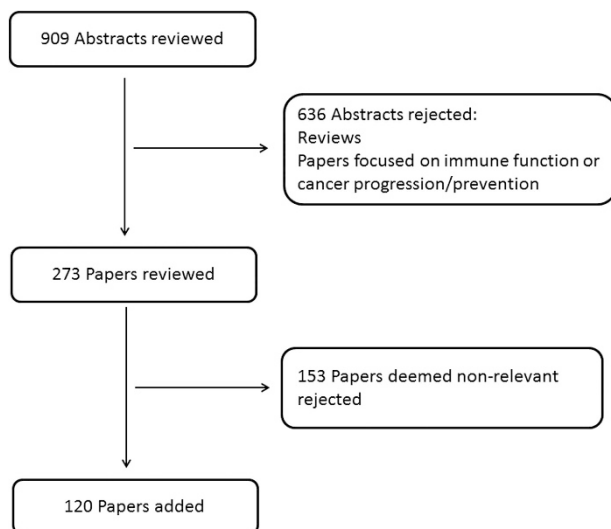 909 Abstracts reviewed
636 Abstracts rejected:
Reviews
Papers focused on immune function or
cancer progression/prevention
273 Papers reviewed
153 Papers deemed non-relevant
rejected
120 Papers added